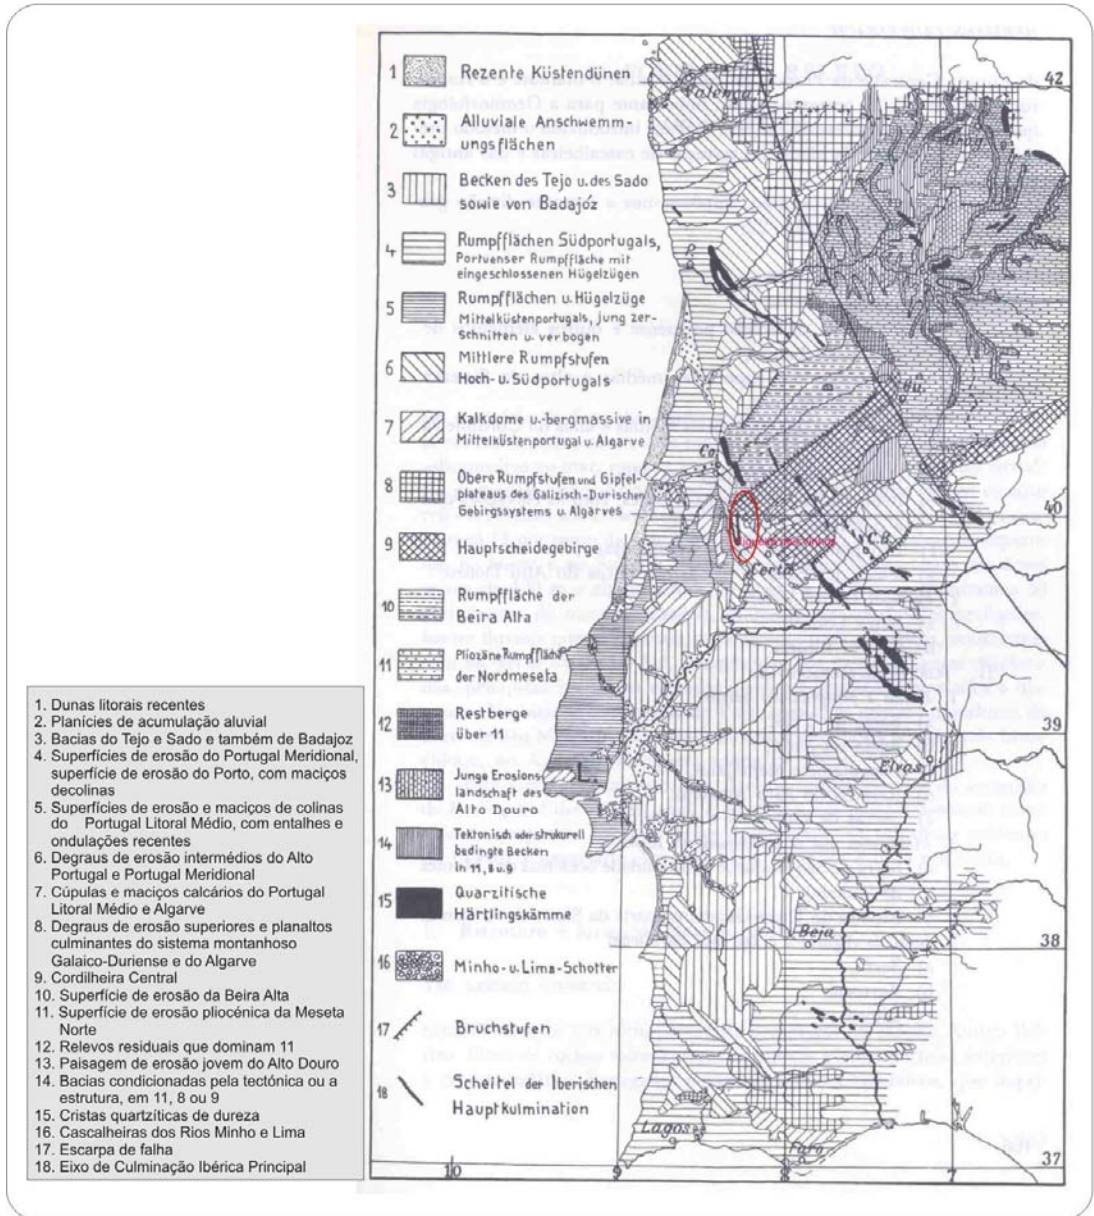 1 Rezente Küstendünen
2 Alluviale Anschwemm-
ungsflächen
3 Becken des Tejo u. des Sado
sowie von Badajóz
4 Rumpfflächen Südportugals,
Portuenser Rumpffläche mit
eingeschlossenen Hügelzügen
5 Rumpfflächen u. Hügelzüge
Mittelküstenportugals, jung zer-
Schnitten u. verbogen
6 Mittlere Rumpfstufen
Hoch- u. Südportugals
7 Kalkdome u.-bergmassive in
Mittelküstenportugal u. Algarve
8 Obere Rumpfstufen und Gipfel-
plateaus des Galizisch-Durischen
Gebirgssystems u. Algarves
9 Hauptscheidegebirge
10 Rumpffläche der
Beira Alta
11 Pliozäne Rumpffläche
der Nordmeseta
12 Restberge
über 11
13 Junge Erosions
landschaft des
Alto Douro
14 Tektonisch oder strukurell
bedingte Becken
in 11, 8 u. 9
15 Quarzitische
Härtlingskämme
16 Minho- u. Lima-Schotter
17 Bruchstufen
18 Scheitel der Iberischen
Hauptkulmination
Valença
Brag.
P.
Gu.
Co.
C.B.
Certã
Elvas
L.
Beja
Lagos
Faro
42
41
40
39
38
37
10
9
8
7
1. Dunas litorais recentes
2. Planícies de acumulação aluvial
3. Bacias do Tejo e Sado e também de Badajoz
4. Superfícies de erosão do Portugal Meridional,
superfície de erosão do Porto, com maciços
decolinas
5. Superfícies de erosão e maciços de colinas
do Portugal Litoral Médio, com entalhes e
ondulações recentes
6. Degraus de erosão intermédios do Alto
Portugal e Portugal Meridional
7. Cúpulas e maciços calcários do Portugal
Litoral Médio e Algarve
8. Degraus de erosão superiores e planaltos
culminantes do sistema montanhoso
Galaico-Duriense e do Algarve
9. Cordilheira Central
10. Superfície de erosão da Beira Alta
11. Superfície de erosão pliocénica da Meseta
Norte
12. Relevos residuais que dominam 11
13. Paisagem de erosão jovem do Alto Douro
14. Bacias condicionadas pela tectónica ou a
estrutura, em 11, 8 ou 9
15. Cristas quartzíticas de dureza
16. Cascalheiras dos Rios Minho e Lima
17. Escarpa de falha
18. Eixo de Culminação Ibérica Principal